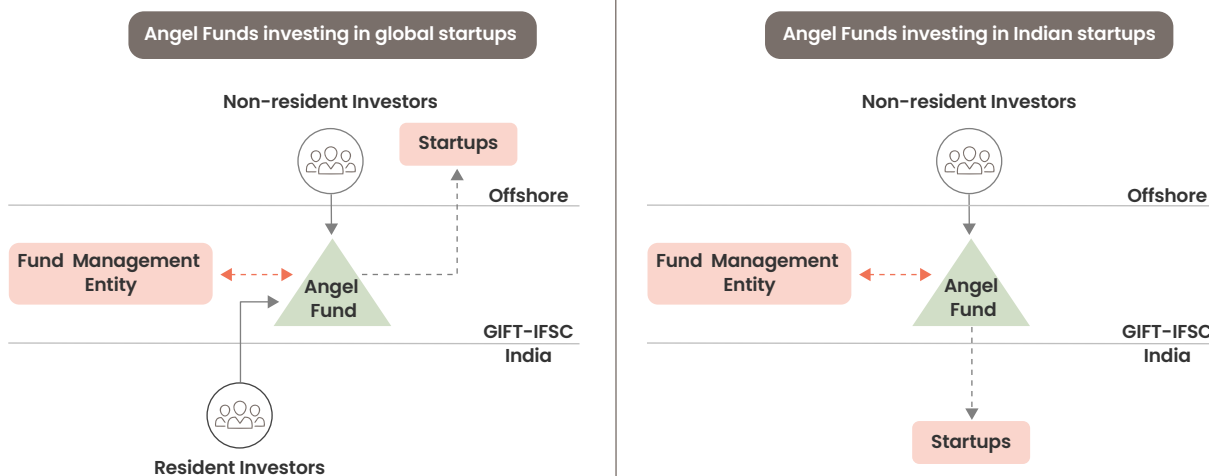 Angel Funds investing in global startups
Non-resident Investors
Startups
Offshore
Fund Management
Entity
Angel
Fund
GIFT-IFSC
India
Resident Investors
Angel Funds investing in Indian startups
Non-resident Investors
Offshore
Fund Management
Entity
Angel
Fund
GIFT-IFSC
India
Startups